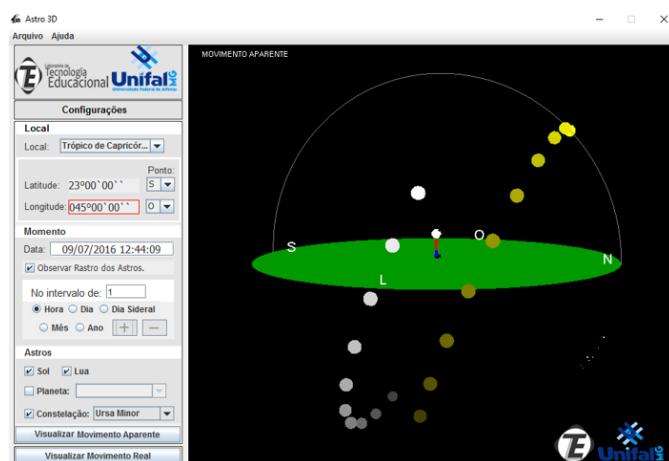 Astro 3D
Arquivo Ajuda
Laboratório de
Tecnologia
Educacional
Unifal MG
Universidade Federal de Alfenas
Configurações
Local
Local: Trópico de Capricór...
Ponto:
Latitude: 23º00`00`` S
Longitude: 045º00`00`` O
Momento
Data: 09/07/2016 12:44:09
Observar Rastro dos Astros.
No intervalo de: 1
Hora Dia Dia Sideral
Mês Ano + -
Astros
Sol Lua
Planeta:
Constelação: Ursa Minor
Visualizar Movimento Aparente
Visualizar Movimento Real
MOVIMENTO APARENTE
S
O
N
L
Unifal